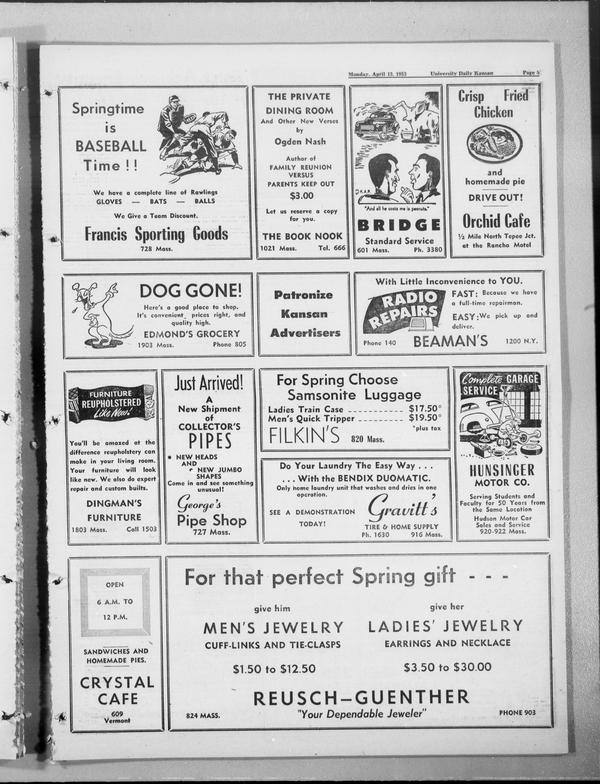 Monday, April 13, 1953 University Daily Kansan Page 5
Springtime
is
BASEBALL
Time ! !
We have a complete line of Rawlings
GLOVES — BATS — BALLS
We Give a Team Discount.
Francis Sporting Goods
728 Mass.
THE PRIVATE
DINING ROOM
And Other New Verses
by
Ogden Nash
Author of
FAMILY REUNION
VERSUS
PARENTS KEEP OUT
$3.00
Let us reserve a copy
for you.
THE BOOK NOOK
1021 Mass. Tel. 666
"And all he costs me is peanuts."
BRIDGE
Standard Service
601 Mass. Ph. 3380
Crisp Fried
Chicken
and
homemade pie
DRIVE OUT!
Orchid Cafe
½ Mile North Topee Jct.
at the Rancho Motel
DOG GONE!
Here's a good place to shop.
It's convenient, prices right, and
quality high.
EDMOND'S GROCERY
1903 Mass. Phone 805
Patronize
Kansan
Advertisers
With Little Inconvenience to YOU.
RADIO
REPAIRS
FAST: Because we have
a full-time repairman.
EASY: We pick up and
deliver.
Phone 140 BEAMAN'S 1200 N.Y.
FURNITURE
REUPHOLSTERED
Like New!
You'll be amazed at the
difference reupholstery can
make in your living room.
Your furniture will look
like new. We also do expert
repair and custom builts.
DINGMAN'S
FURNITURE
1803 Mass. Call 1503
Just Arrived!
A
New Shipment
of
COLLECTOR'S
PIPES
• NEW HEADS
AND
• NEW JUMBO
SHAPES
Come in and see something
unusual!
George's
Pipe Shop
727 Mass.
For Spring Choose
Samsonite Luggage
Ladies Train Case ----------- $17.50*
Men's Quick Tripper --------- $19.50*
*plus tax
FILKIN'S 820 Mass.
Do Your Laundry The Easy Way . . .
. . . With the BENDIX DUOMATIC.
Only home laundry unit that washes and dries in one
operation.
SEE A DEMONSTRATION
TODAY!
Gravitt's
TIRE & HOME SUPPLY
Ph. 1630 916 Mass.
Complete GARAGE
SERVICE
HUNSINGER
MOTOR CO.
Serving Students and
Faculty for 50 Years from
the Same Location
Hudson Motor Car
Sales and Service
920-922 Mass.
OPEN
6 A.M. TO
12 P.M.
SANDWICHES AND
HOMEMADE PIES.
CRYSTAL
CAFE
609
Vermont
For that perfect Spring gift - - -
give him
MEN'S JEWELRY
CUFF-LINKS AND TIE-CLASPS
$1.50 to $12.50
give her
LADIES' JEWELRY
EARRINGS AND NECKLACE
$3.50 to $30.00
REUSCH—GUENTHER
824 MASS. "Your Dependable Jeweler" PHONE 903